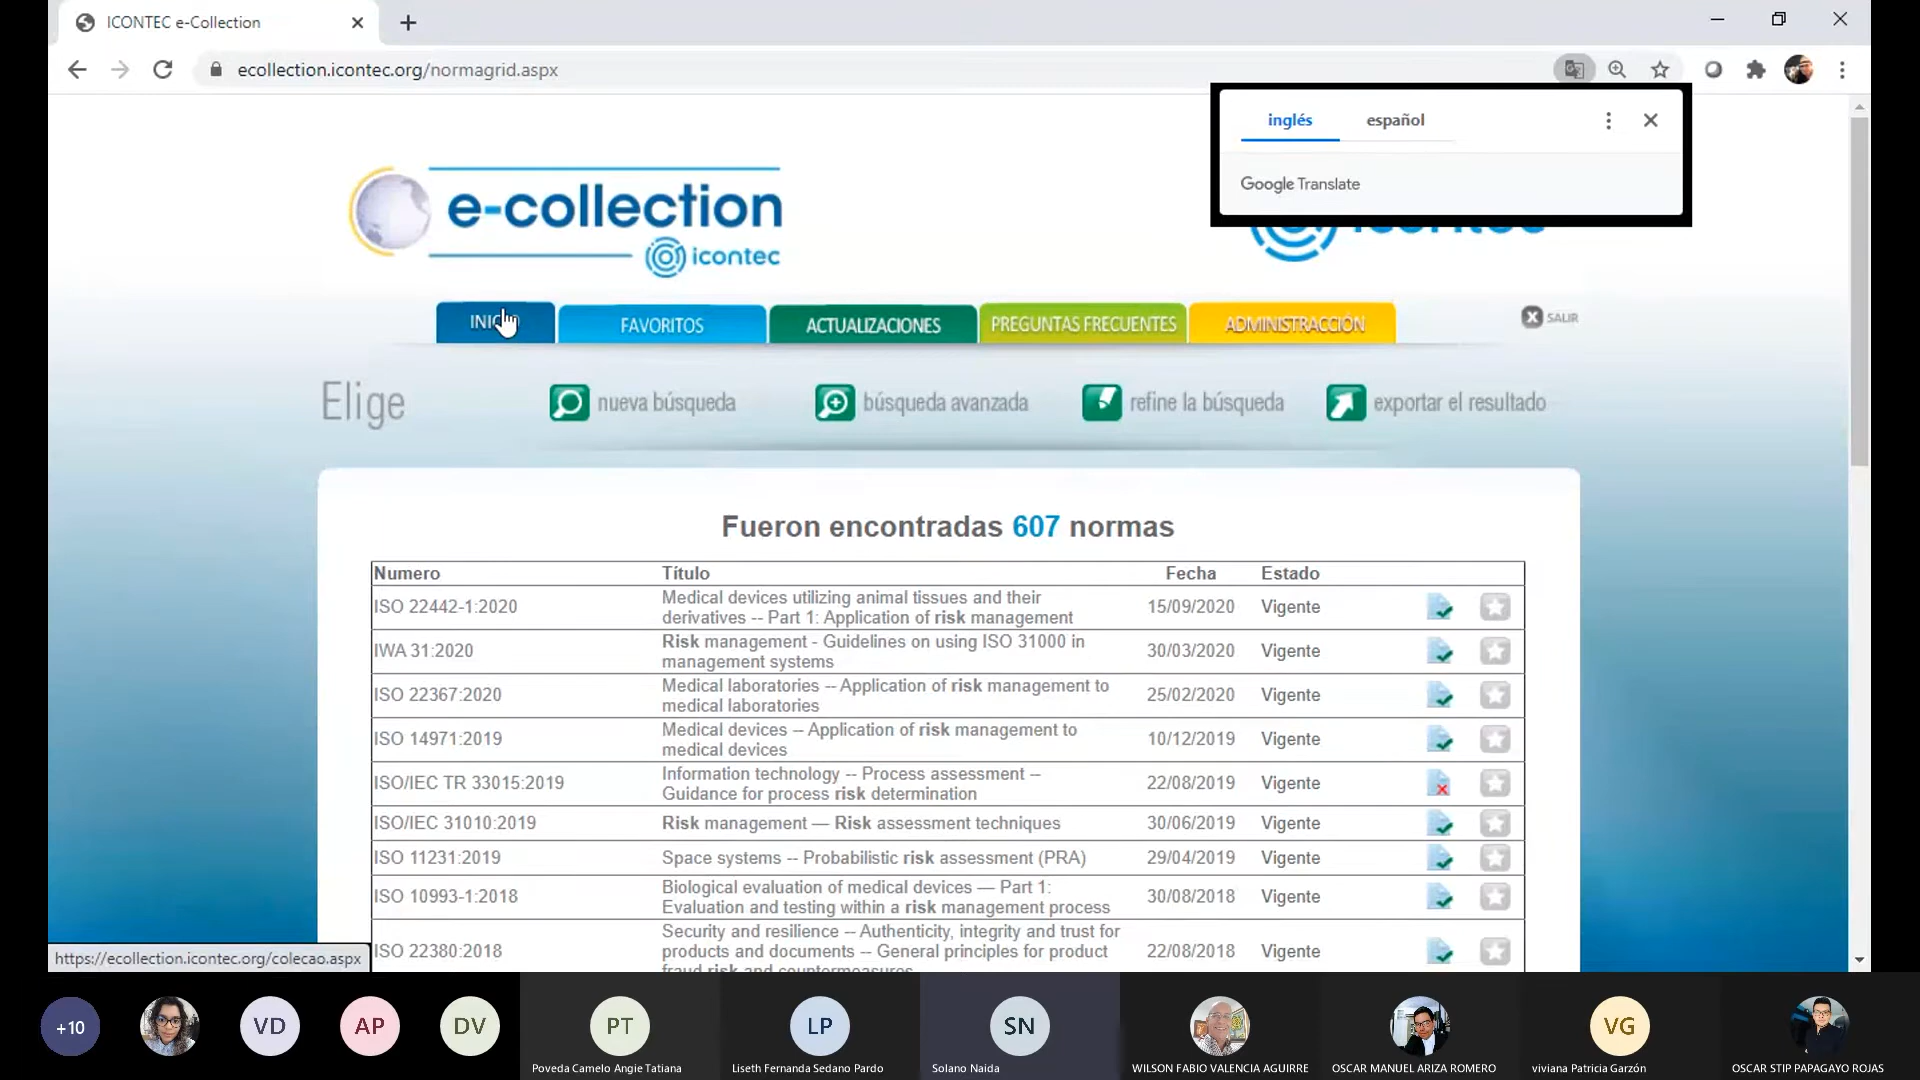 ICONTEC e-Collection
ecollection.icontec.org/normagrid.aspx
inglés español
Google Translate
e-collection
icontec
icontec
FAVORITOS ACTUALIZACIONES PREGUNTAS FRECUENTES ADMINISTRACCIÓN X SALIR
Elige nueva búsqueda búsqueda avanzada refine la búsqueda exportar el resultado
Fueron encontradas 607 normas
Numero Título Fecha Estado
ISO 22442-1:2020 Medical devices utilizing animal tissues and their
derivatives -- Part 1: Application of risk management 15/09/2020 Vigente
IWA 31:2020 Risk management - Guidelines on using ISO 31000 in
management systems 30/03/2020 Vigente
ISO 22367:2020 Medical laboratories -- Application of risk management to
medical laboratories 25/02/2020 Vigente
ISO 14971:2019 Medical devices -- Application of risk management to
medical devices 10/12/2019 Vigente
ISO/IEC TR 33015:2019 Information technology -- Process assessment --
Guidance for process risk determination 22/08/2019 Vigente
ISO/IEC 31010:2019 Risk management — Risk assessment techniques 30/06/2019 Vigente
ISO 11231:2019 Space systems -- Probabilistic risk assessment (PRA) 29/04/2019 Vigente
ISO 10993-1:2018 Biological evaluation of medical devices — Part 1:
Evaluation and testing within a risk management process 30/08/2018 Vigente
ISO 22380:2018 Security and resilience -- Authenticity, integrity and trust for
products and documents -- General principles for product
fraud risk and countermeasures 22/08/2018 Vigente
https://ecollection.icontec.org/colecao.aspx
+10 VD AP DV PT LP SN VG
Poveda Camelo Angie Tatiana Liseth Fernanda Sedano Pardo Solano Naida WILSON FABIO VALENCIA AGUIRRE OSCAR MANUEL ARIZA ROMERO viviana Patricia Garzón OSCAR STIP PAPAGAYO ROJAS